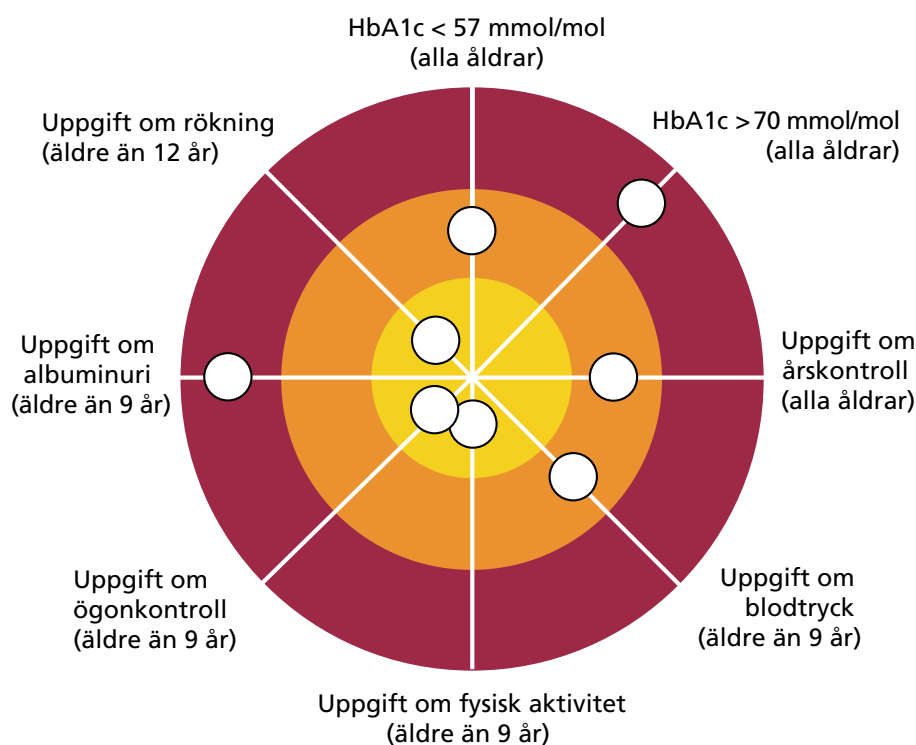 HbA1c < 57 mmol/mol
(alla åldrar)
HbA1c >70 mmol/mol
(alla åldrar)
Uppgift om
årskontroll
(alla åldrar)
Uppgift om
blodtryck
(äldre än 9 år)
Uppgift om fysisk aktivitet
(äldre än 9 år)
Uppgift om
ögonkontroll
(äldre än 9 år)
Uppgift om
albuminuri
(äldre än 9 år)
Uppgift om rökning
(äldre än 12 år)